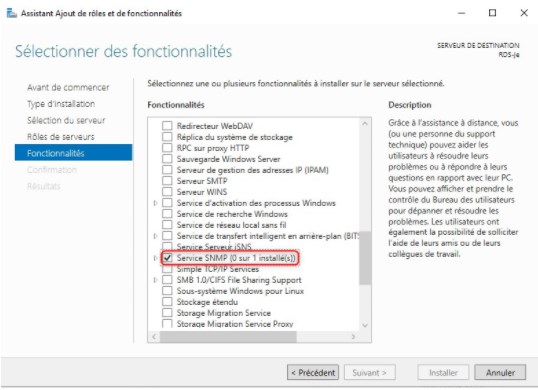 Assistant Ajout de rôles et de fonctionnalités
Sélectionner des fonctionnalités
SERVEUR DE DESTINATION
RDS-je
Avant de commencer
Type d'installation
Sélection du serveur
Rôles de serveurs
Fonctionnalités
Confirmation
Résultats
Sélectionnez une ou plusieurs fonctionnalités à installer sur le serveur sélectionné.
Fonctionnalités
Redirecteur WebDAV
Réplica du système de stockage
RPC sur proxy HTTP
Sauvegarde Windows Server
Serveur de gestion des adresses IP (IPAM)
Serveur SMTP
Serveur WINS
Service d'activation des processus Windows
Service de recherche Windows
Service de réseau local sans fil
Service de transfert intelligent en arrière-plan (BITS
Service Serveur iSNS
Service SNMP (0 sur 1 installé(s))
Simple TCP/IP Services
SMB 1.0/CIFS File Sharing Support
Sous-système Windows pour Linux
Stockage étendu
Storage Migration Service
Storage Migration Service Proxy
Description
Grâce à l'assistance à distance, vous
(ou une personne du support
technique) pouvez aider les
utilisateurs à résoudre leurs
problèmes ou à répondre à leurs
questions en rapport avec leur PC.
Vous pouvez afficher et prendre le
contrôle du Bureau des utilisateurs
pour dépanner et résoudre les
problèmes. Les utilisateurs ont
également la possibilité de solliciter
l'aide de leurs amis ou de leurs
collègues de travail.
< Précédent
Suivant >
Installer
Annuler